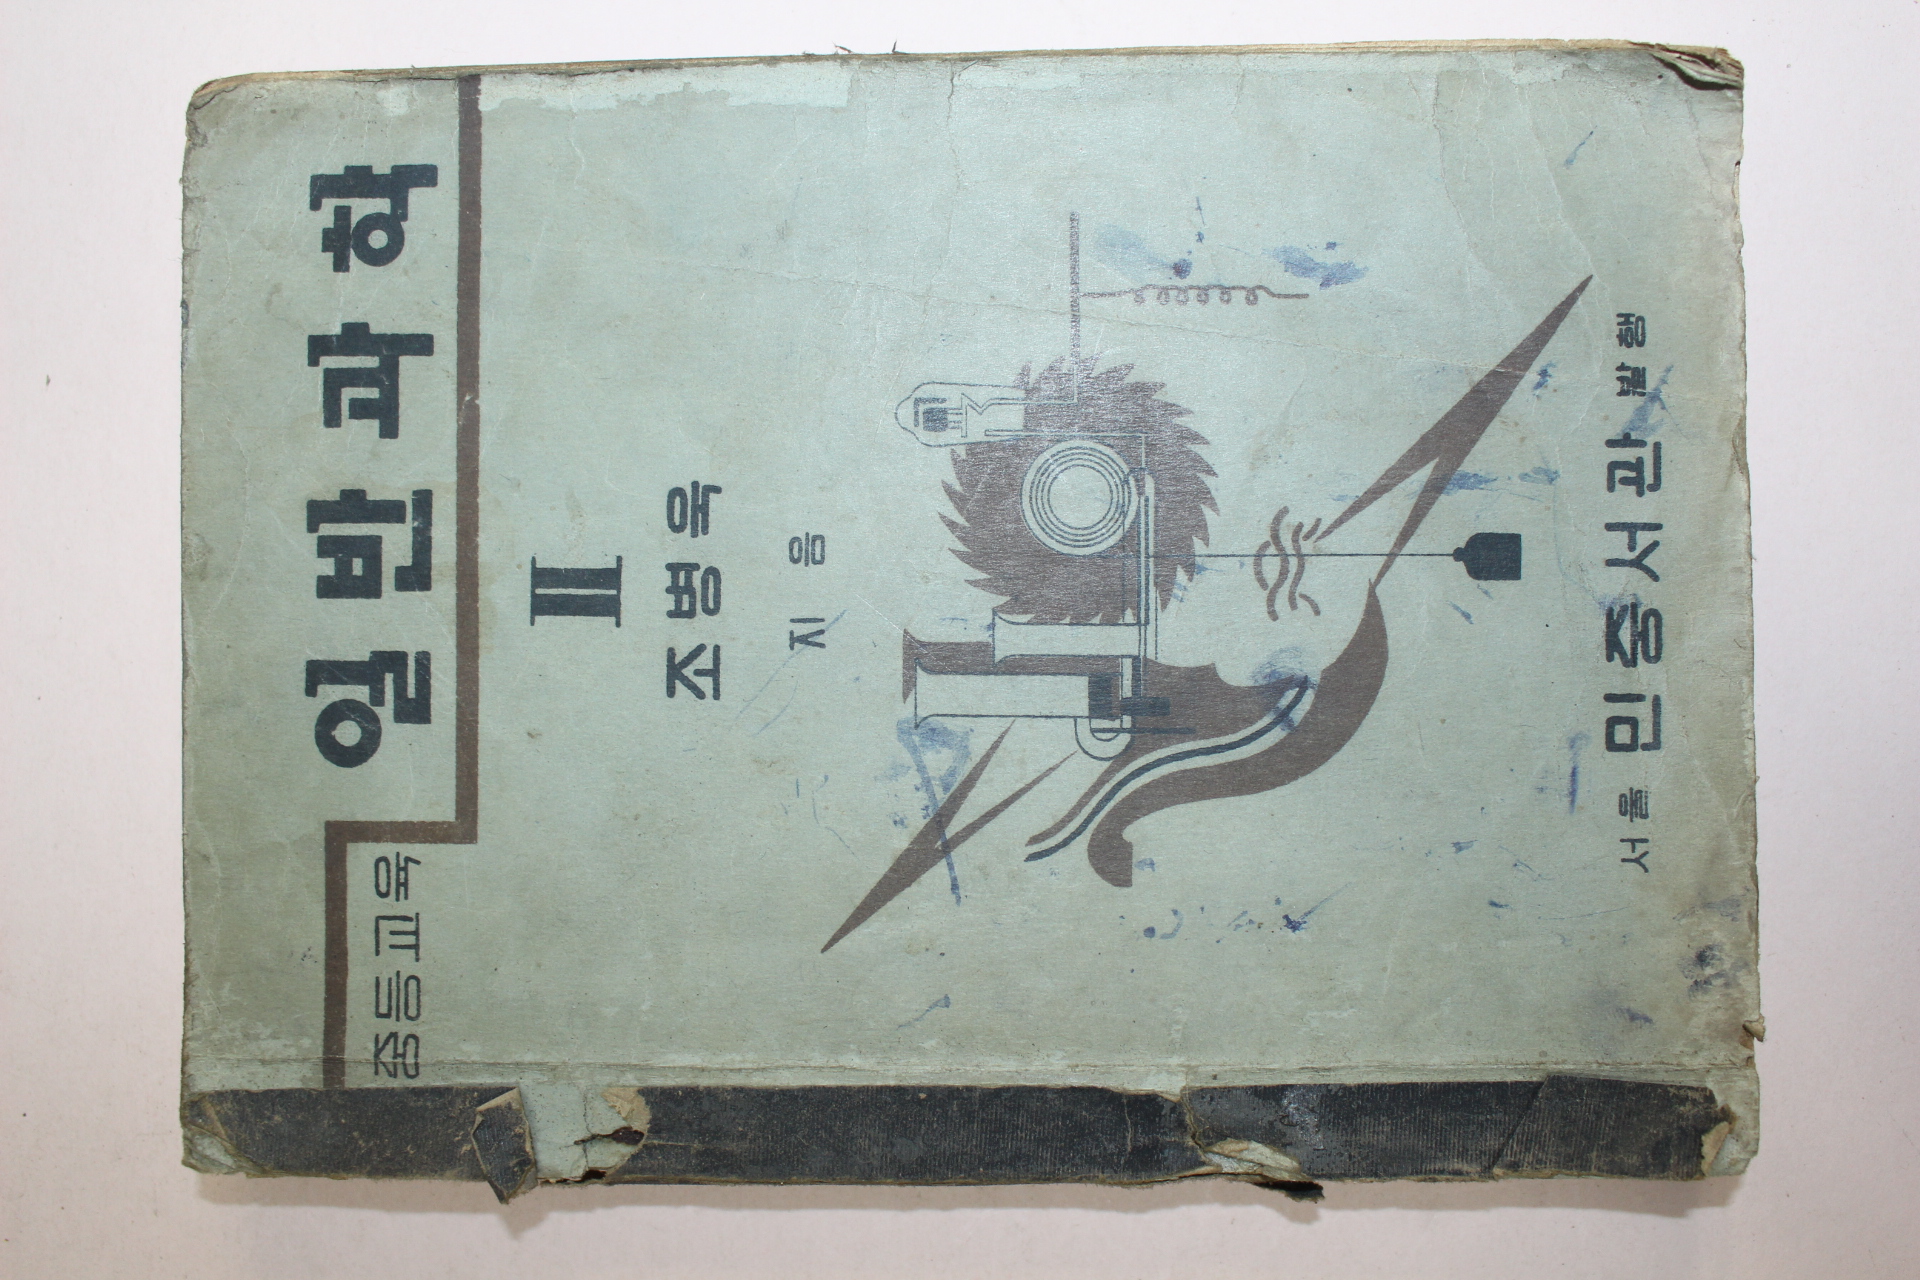 중등교육
일반과학
II
조병욱
지음
서울 민중서관 발행